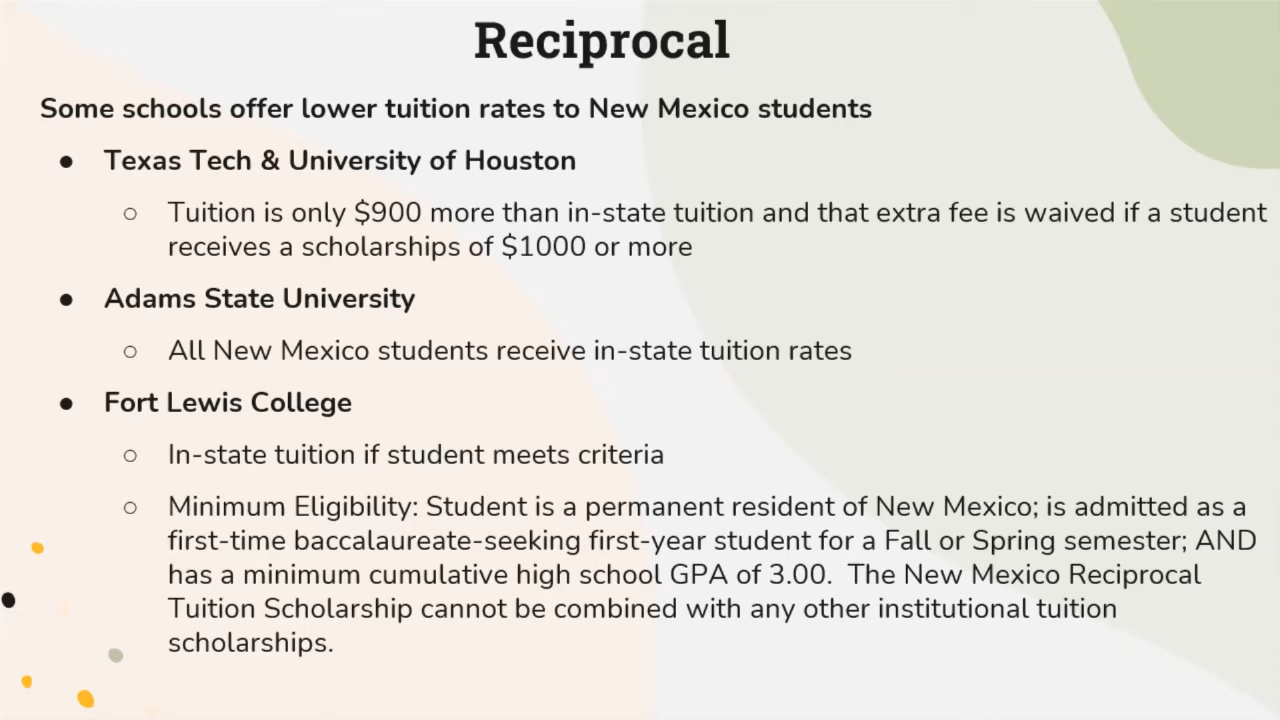 Reciprocal
Some schools offer lower tuition rates to New Mexico students
● Texas Tech & University of Houston
○ Tuition is only $900 more than in-state tuition and that extra fee is waived if a student
receives a scholarships of $1000 or more
● Adams State University
○ All New Mexico students receive in-state tuition rates
● Fort Lewis College
○ In-state tuition if student meets criteria
○ Minimum Eligibility: Student is a permanent resident of New Mexico; is admitted as a
first-time baccalaureate-seeking first-year student for a Fall or Spring semester; AND
has a minimum cumulative high school GPA of 3.00.  The New Mexico Reciprocal
Tuition Scholarship cannot be combined with any other institutional tuition
scholarships.